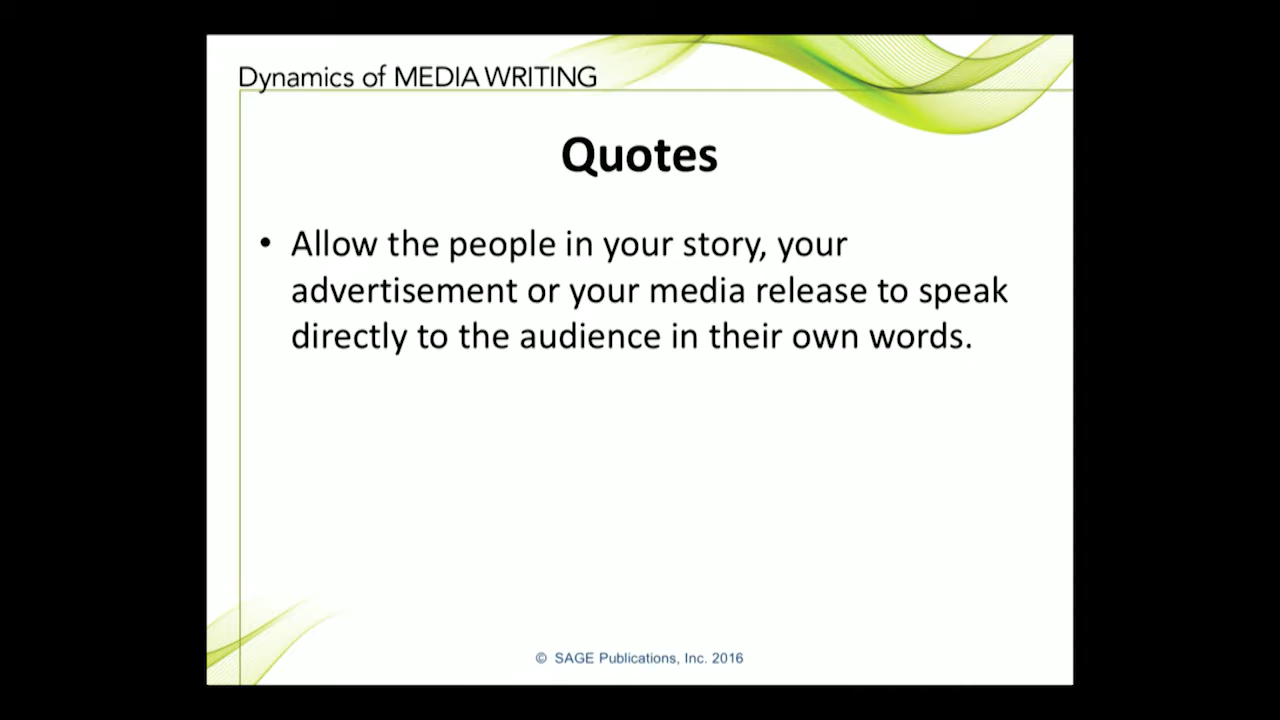 Dynamics of MEDIA WRITING
Quotes
• Allow the people in your story, your
advertisement or your media release to speak
directly to the audience in their own words.
© SAGE Publications, Inc. 2016